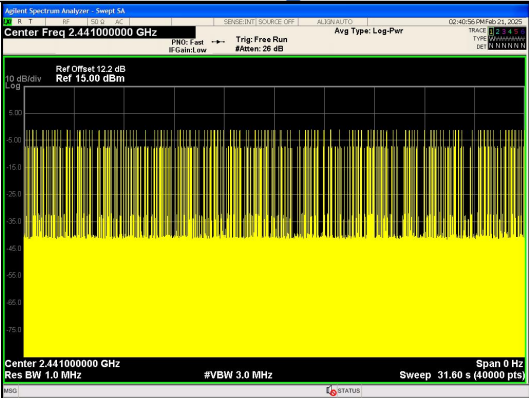 Agilent Spectrum Analyzer - Swept SA
R T RF 50 Ω AC SENSE:INT SOURCE OFF ALIGN AUTO 02:40:56 PM Feb 21, 2025
Center Freq 2.441000000 GHz
PNO: Fast
IFGain:Low
Trig: Free Run
#Atten: 26 dB
Avg Type: Log-Pwr
TRACE 1 2 3 4 5 6
TYPE
DET N N N N N N
Ref Offset 12.2 dB
10 dB/div Ref 15.00 dBm
Log
5.00
-5.00
-15.0
-25.0
-35.0
-45.0
-55.0
-65.0
-75.0
Center 2.441000000 GHz Span 0 Hz
Res BW 1.0 MHz #VBW 3.0 MHz Sweep 31.60 s (40000 pts)
MSG STATUS